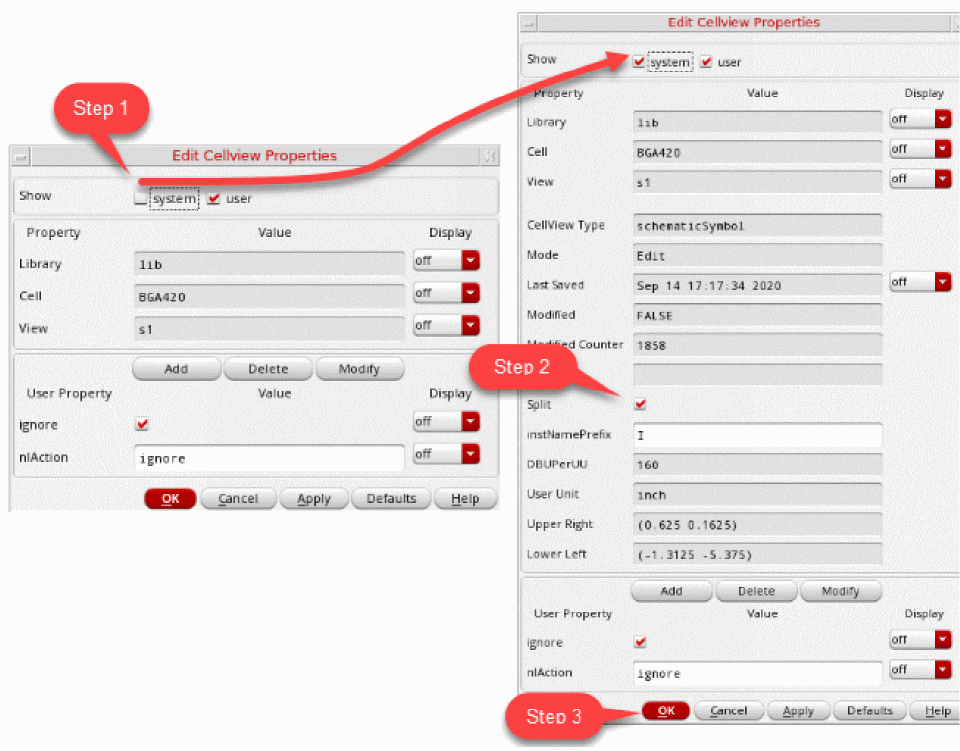 Step 1
Edit Cellview Properties
Show system user
Property Value Display
Library lib off
Cell BGA420 off
View s1 off
Add Delete Modify
User Property Value Display
ignore off
nlAction ignore off
OK Cancel Apply Defaults Help
Edit Cellview Properties
Show system user
Property Value Display
Library lib off
Cell BGA420 off
View s1 off
CellView Type schematicSymbol
Mode Edit
Last Saved Sep 14 17:17:34 2020 off
Modified FALSE
Modified Counter 1858
Step 2
Split
instNamePrefix I
DBUPerUU 160
User Unit inch
Upper Right (0.625 0.1625)
Lower Left (-1.3125 -5.375)
Add Delete Modify
User Property Value Display
ignore off
nlAction ignore off
Step 3
OK Cancel Apply Defaults Help